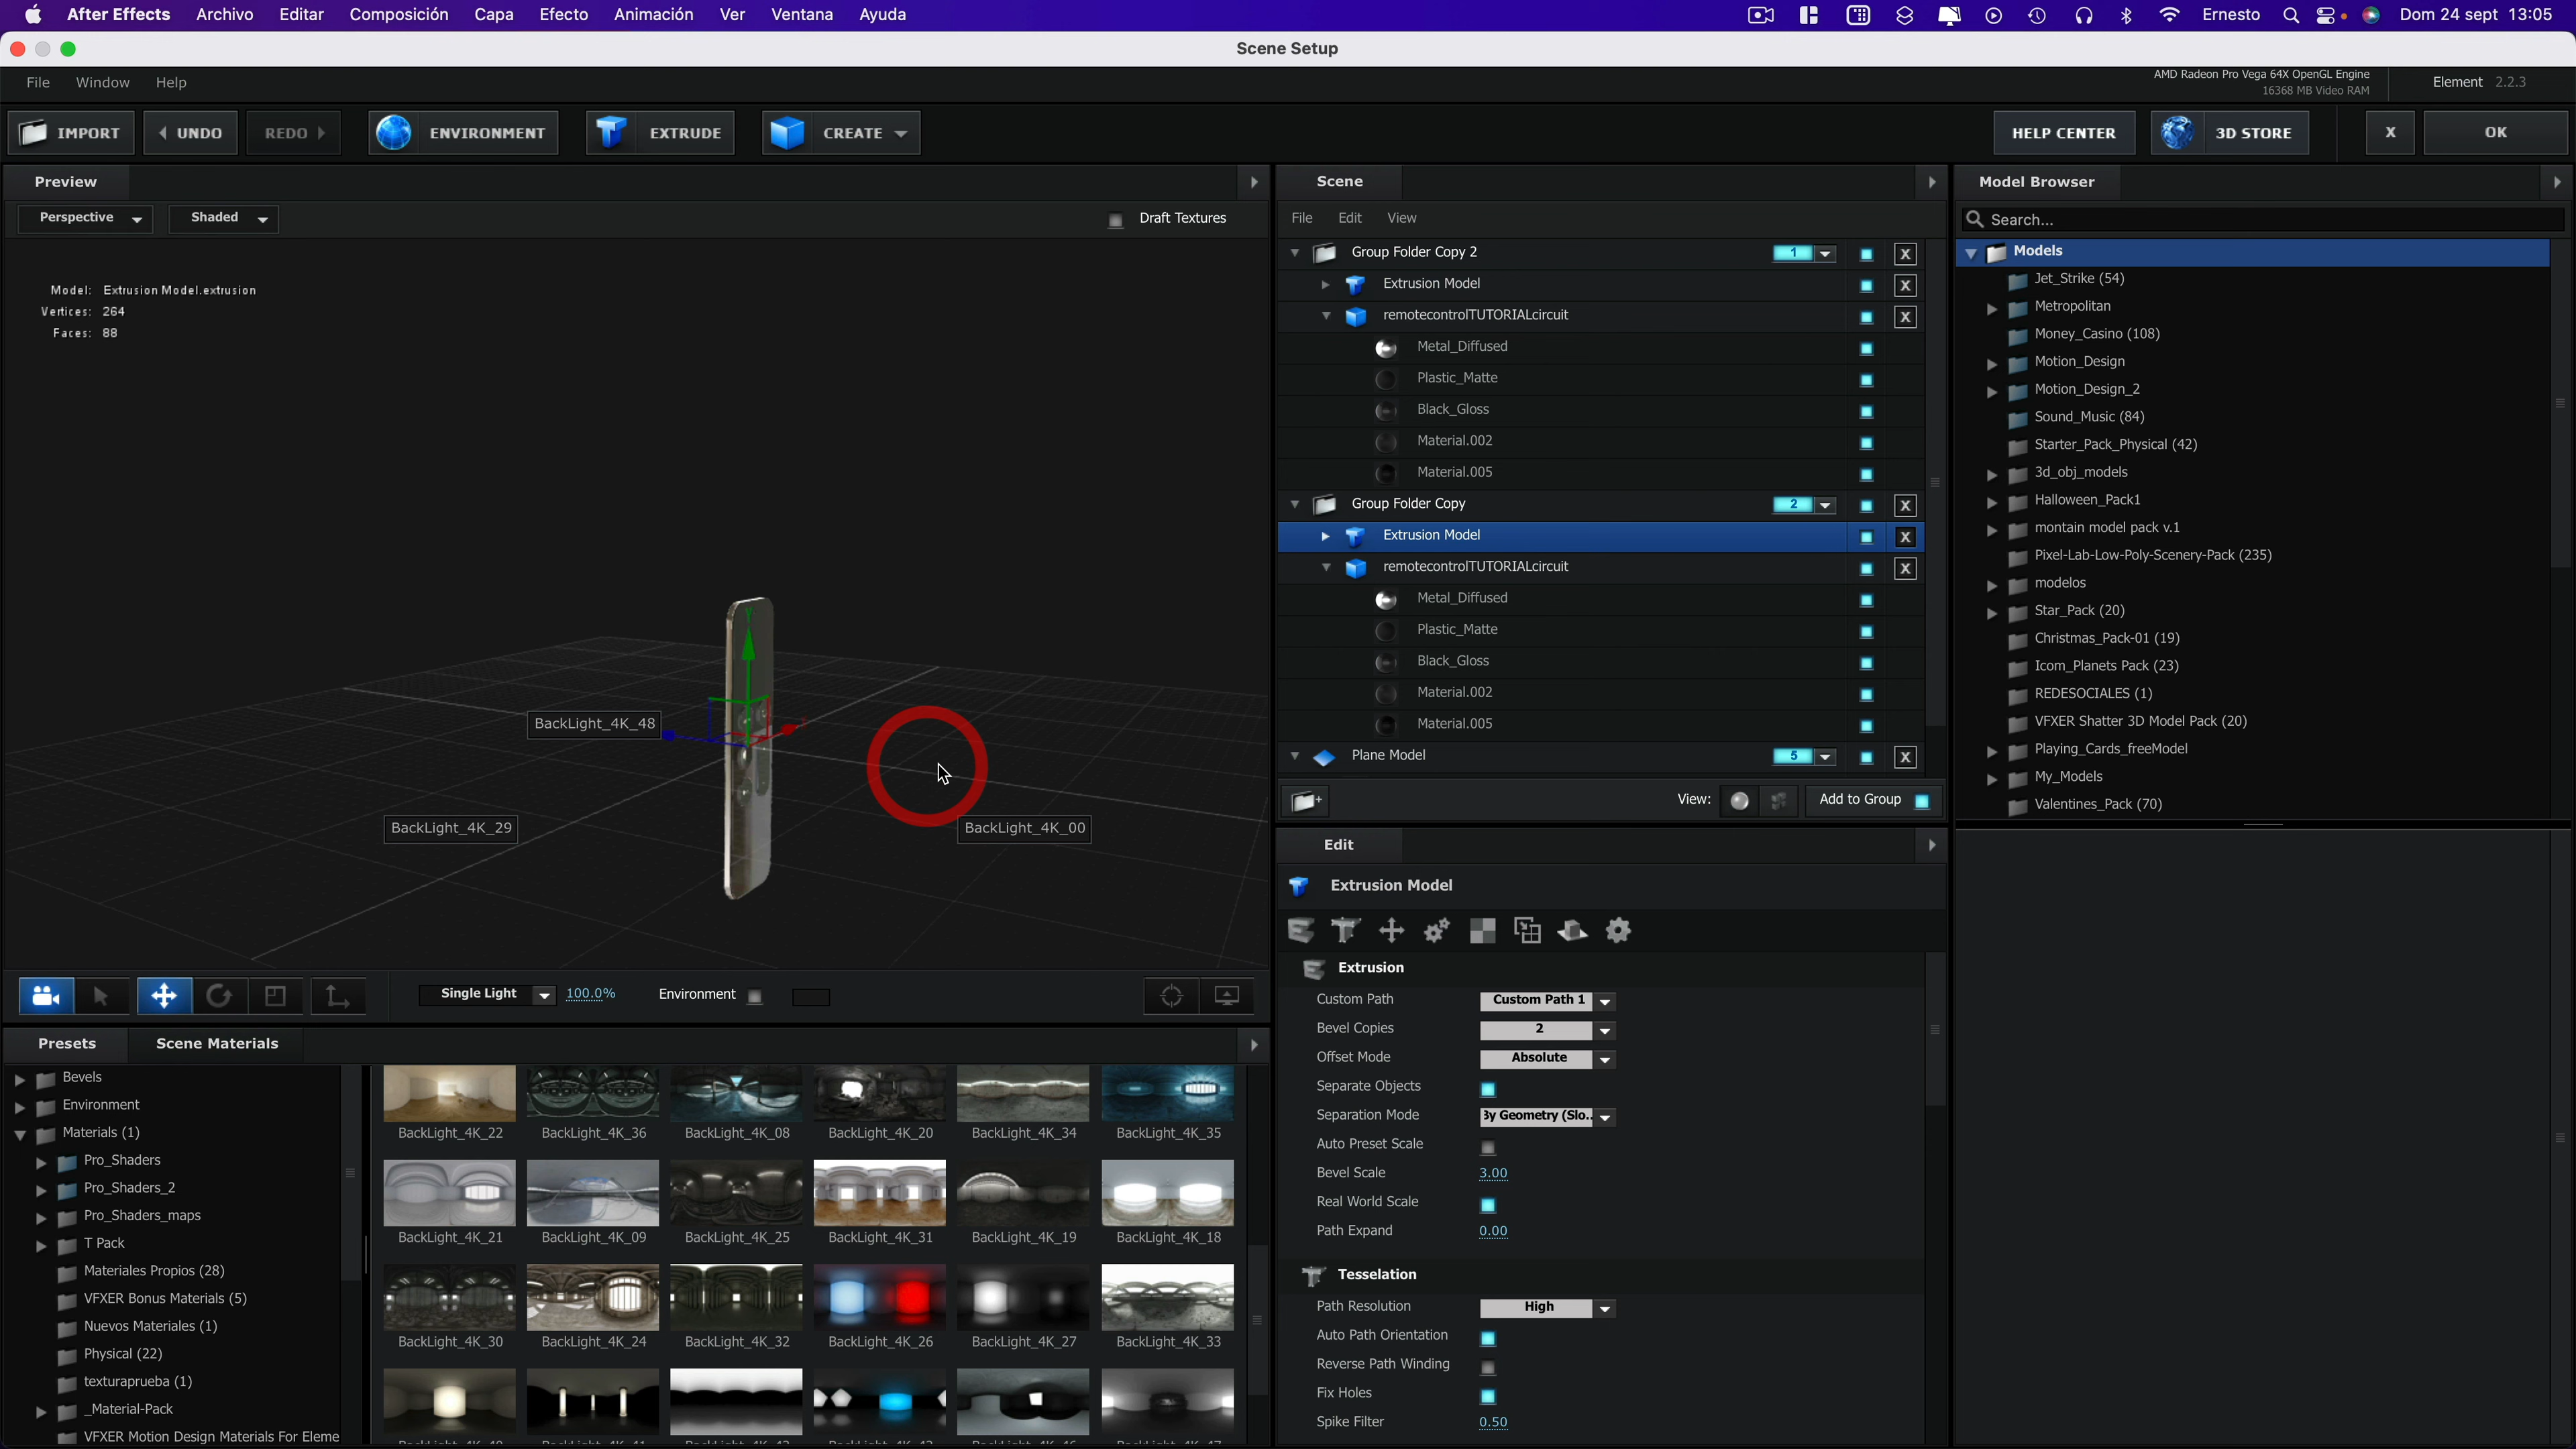 After Effects Archivo Editar Composición Capa Efecto Animación Ver Ventana Ayuda Ernesto Dom 24 sept 13:05
Scene Setup
File Window Help
AMD Radeon Pro Vega 64X OpenGL Engine
16368 MB Video RAM
Element 2.2.3
IMPORT UNDO REDO ENVIRONMENT EXTRUDE CREATE HELP CENTER 3D STORE X OK
Preview
Perspective Shaded Draft Textures
Model: Extrusion Model.extrusion
Vertices: 264
Faces: 88
Y
BackLight_4K_48
BackLight_4K_29
BackLight_4K_00
Single Light 100.0% Environment
Presets Scene Materials
Bevels
Environment
Materials (1)
Pro_Shaders
Pro_Shaders_2
Pro_Shaders_maps
T Pack
Materiales Propios (28)
VFXER Bonus Materials (5)
Nuevos Materiales (1)
Physical (22)
texturaprueba (1)
_Material-Pack
VFXER Motion Design Materials For Eleme
BackLight_4K_22 BackLight_4K_36 BackLight_4K_08 BackLight_4K_20 BackLight_4K_34 BackLight_4K_35
BackLight_4K_21 BackLight_4K_09 BackLight_4K_25 BackLight_4K_31 BackLight_4K_19 BackLight_4K_18
BackLight_4K_30 BackLight_4K_24 BackLight_4K_32 BackLight_4K_26 BackLight_4K_27 BackLight_4K_33
Scene
File Edit View
Group Folder Copy 2 1 X
Extrusion Model X
remotecontrolTUTORIALcircuit X
Metal_Diffused
Plastic_Matte
Black_Gloss
Material.002
Material.005
Group Folder Copy 2 X
Extrusion Model X
remotecontrolTUTORIALcircuit X
Metal_Diffused
Plastic_Matte
Black_Gloss
Material.002
Material.005
Plane Model 5 X
View: Add to Group
Edit
Extrusion Model
Extrusion
Custom Path Custom Path 1
Bevel Copies 2
Offset Mode Absolute
Separate Objects
Separation Mode By Geometry (Slo..
Auto Preset Scale
Bevel Scale 3.00
Real World Scale
Path Expand 0.00
Tesselation
Path Resolution High
Auto Path Orientation
Reverse Path Winding
Fix Holes
Spike Filter 0.50
Model Browser
Search...
Models
Jet_Strike (54)
Metropolitan
Money_Casino (108)
Motion_Design
Motion_Design_2
Sound_Music (84)
Starter_Pack_Physical (42)
3d_obj_models
Halloween_Pack1
montain model pack v.1
Pixel-Lab-Low-Poly-Scenery-Pack (235)
modelos
Star_Pack (20)
Christmas_Pack-01 (19)
Icom_Planets Pack (23)
REDESOCIALES (1)
VFXER Shatter 3D Model Pack (20)
Playing_Cards_freeModel
My_Models
Valentines_Pack (70)